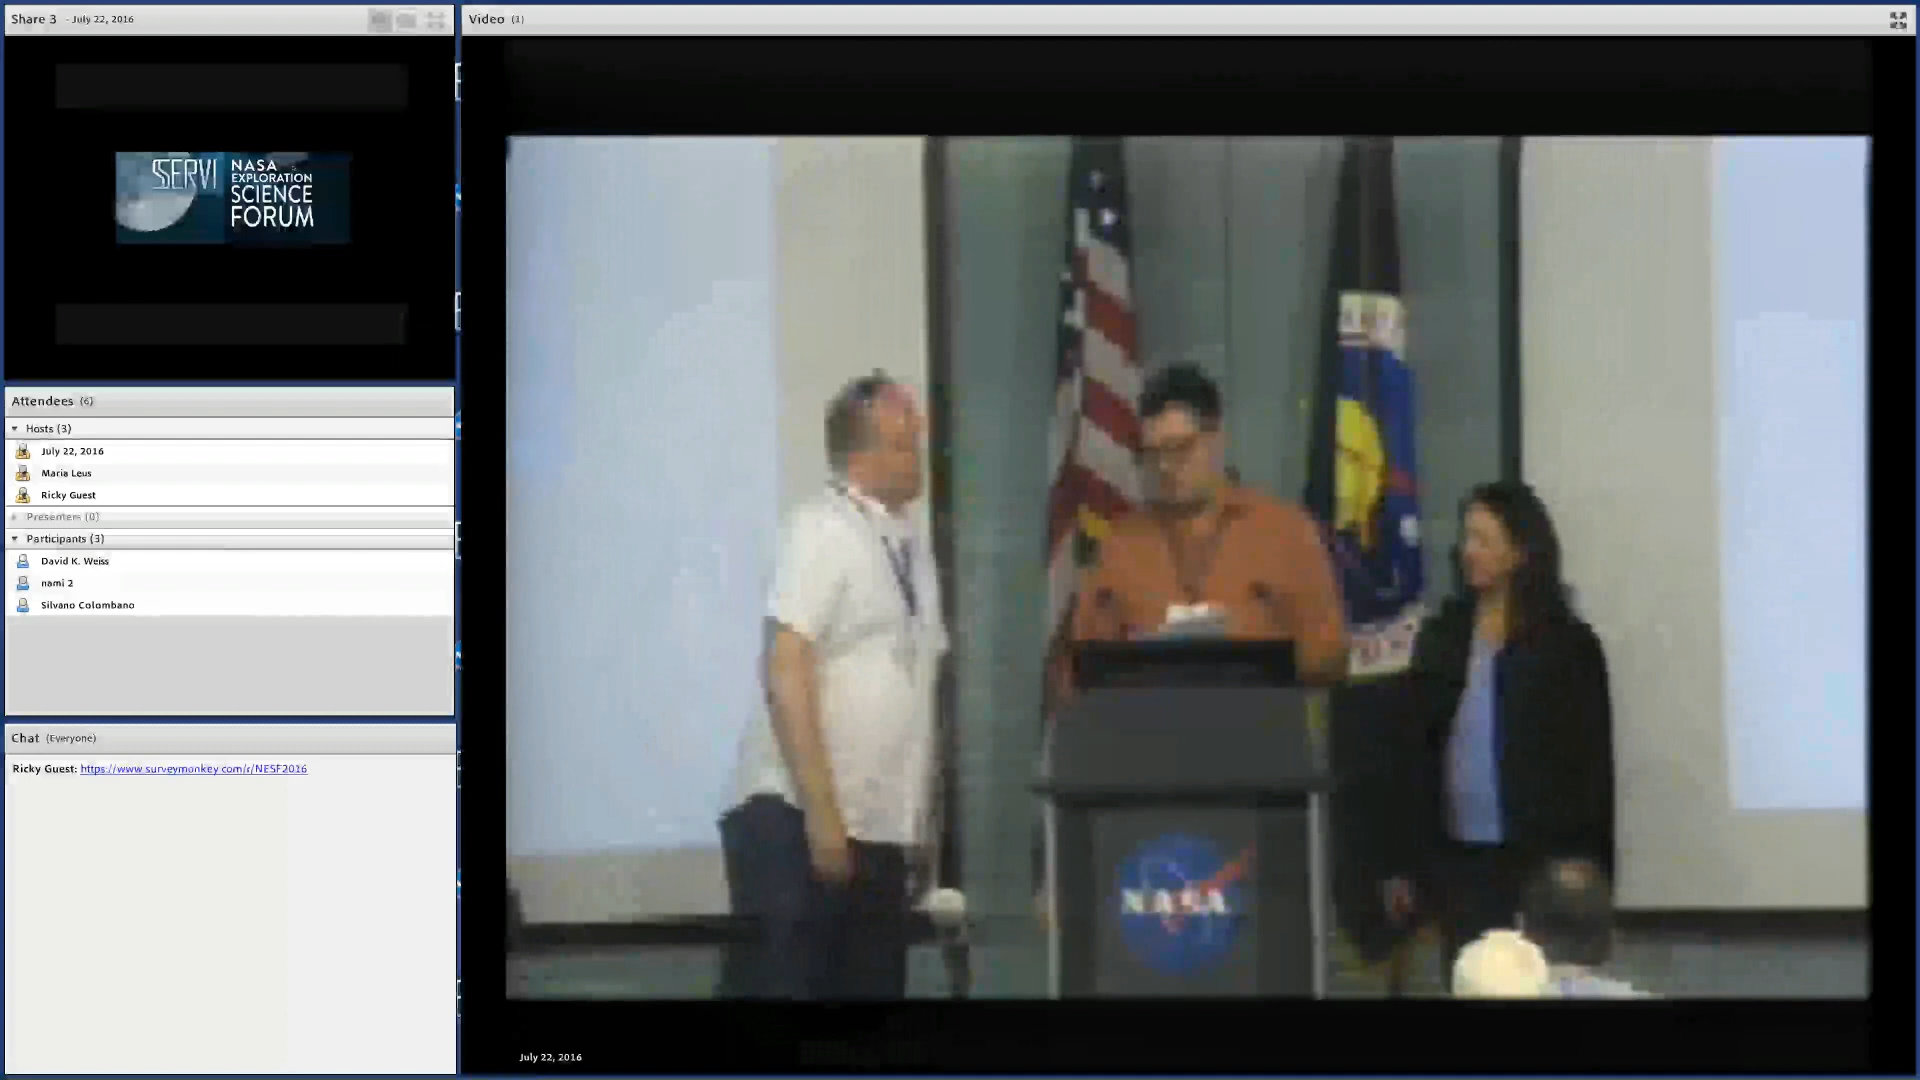 Share 3 - July 22, 2016
SSERVI
NASA
EXPLORATION
SCIENCE
FORUM
Attendees (6)
Hosts (3)
July 22, 2016
Maria Leus
Ricky Guest
Presenters (0)
Participants (3)
David K. Weiss
nami 2
Silvano Colombano
Chat (Everyone)
Ricky Guest: https://www.surveymonkey.com/r/NESF2016
Video (1)
NASA
July 22, 2016